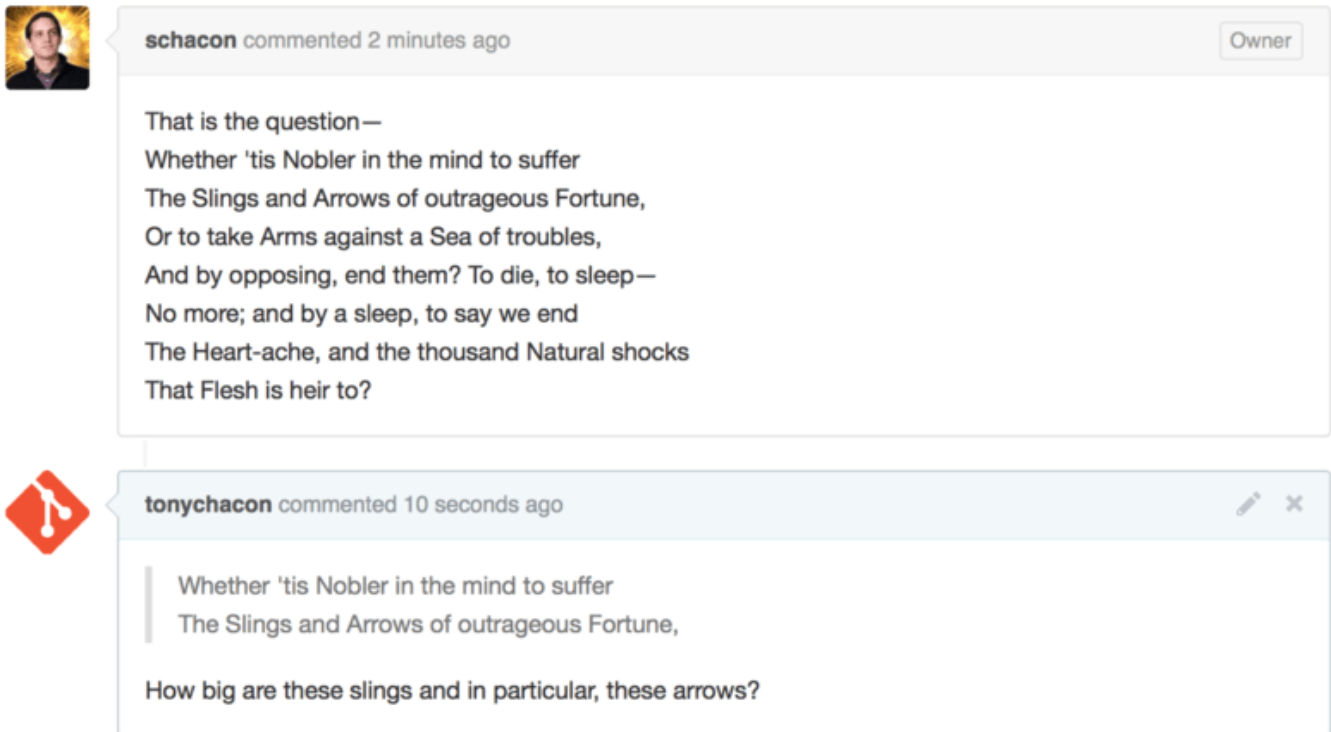 schacon commented 2 minutes ago
Owner
That is the question—
Whether 'tis Nobler in the mind to suffer
The Slings and Arrows of outrageous Fortune,
Or to take Arms against a Sea of troubles,
And by opposing, end them? To die, to sleep—
No more; and by a sleep, to say we end
The Heart-ache, and the thousand Natural shocks
That Flesh is heir to?
tonychacon commented 10 seconds ago
Whether 'tis Nobler in the mind to suffer
The Slings and Arrows of outrageous Fortune,
How big are these slings and in particular, these arrows?